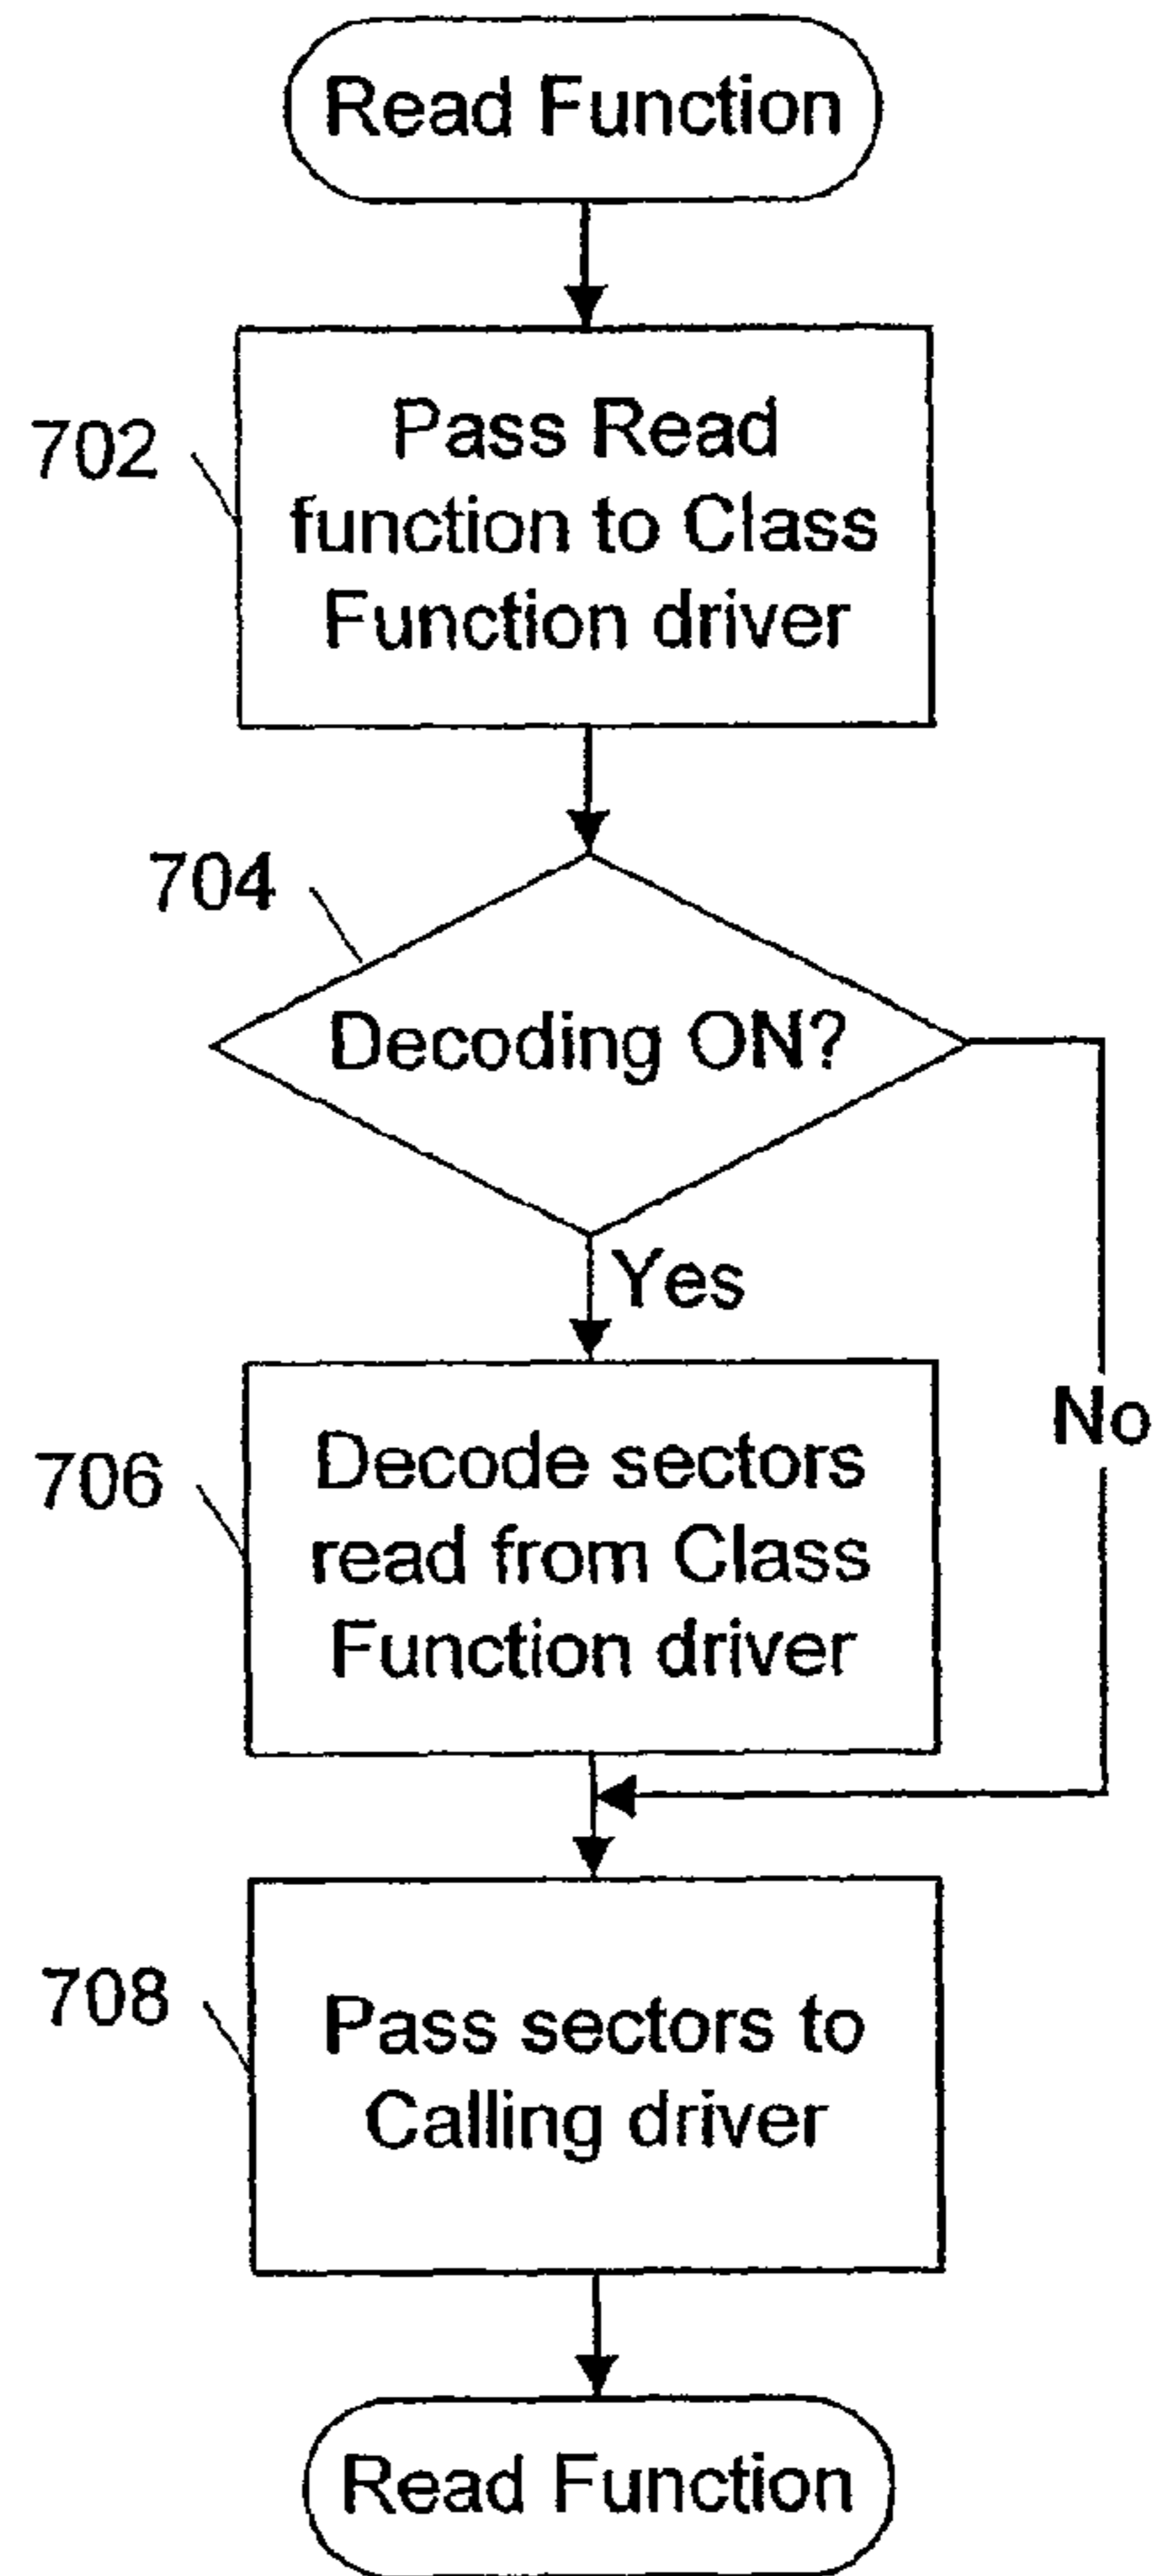 Read Function
702
Pass Read
function to Class
Function driver
704
Decoding ON?
Yes
No
706
Decode sectors
read from Class
Function driver
708
Pass sectors to
Calling driver
Read Function